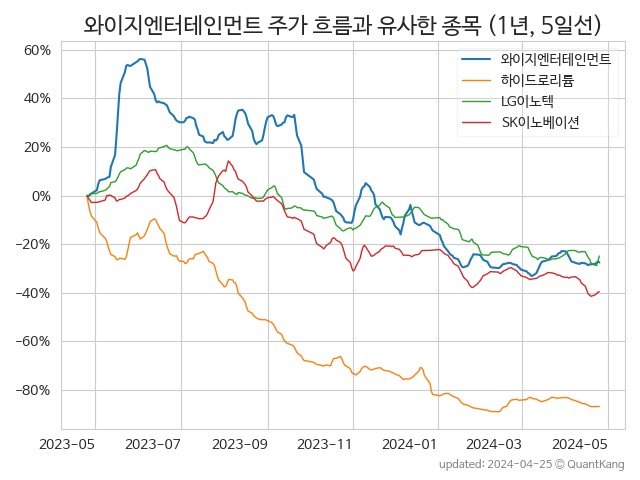 와이지엔터테인먼트 주가 흐름과 유사한 종목 (1년, 5일선)
와이지엔터테인먼트
하이드로리튬
LG이노텍
SK이노베이션
60%
40%
20%
0%
−20%
−40%
−60%
−80%
2023-05
2023-07
2023-09
2023-11
2024-01
2024-03
2024-05
updated: 2024-04-25 © QuantKang